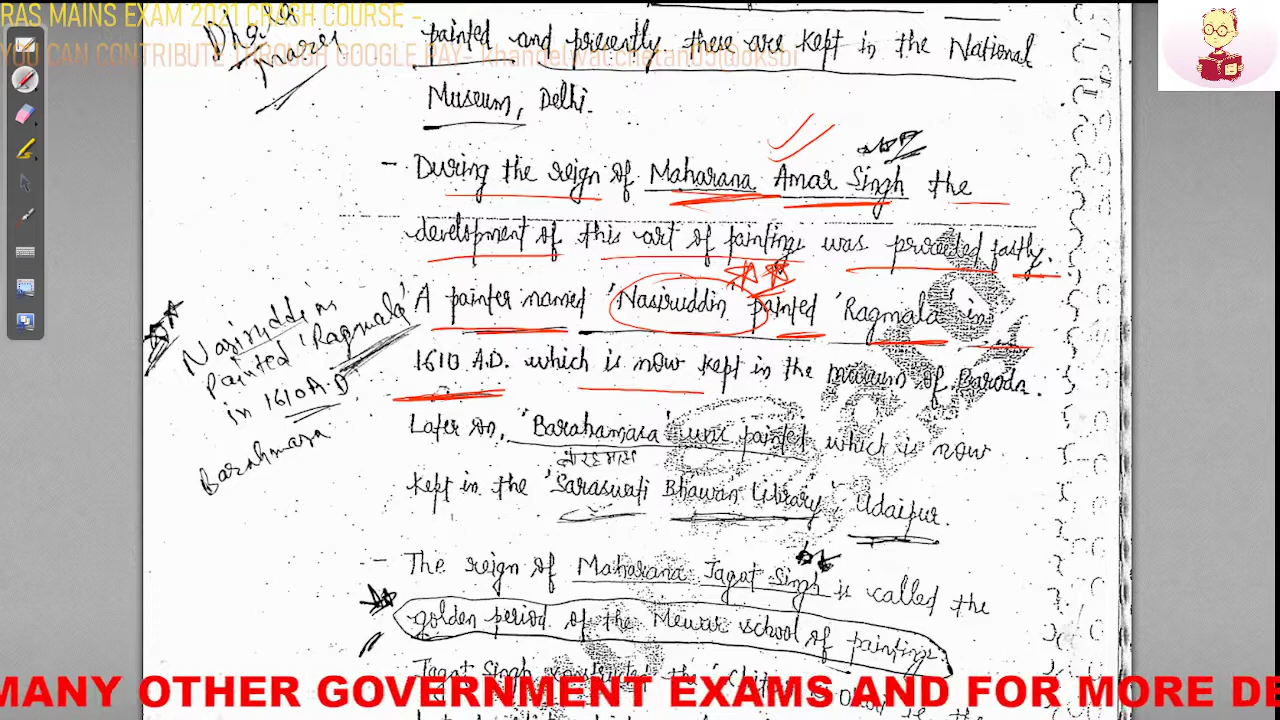 RAS MAINS EXAM 2021 CRASH COURSE -
YOU CAN CONTRIBUTE THROUGH GOOGLE PAY- khandelwalchetan05@oksbi
painted and presently these are kept in the National
Museum, Delhi.
- During the reign of Maharana Amar Singh the
development of this art of painting was proceeded fastly.
A painter named 'Nasiruddin' painted 'Ragmala' in
1610 A.D. which is now kept in the museum of Baroda.
Later on, 'Barahamasa' was painted which is now
बारहमासा
kept in the 'Saraswati Bhawan Library' Udaipur.
Nasiruddin
Painted 'Ragmala'
in 1610 A.D
Barahmasa
- The reign of Maharana Jagat Singh is called the
golden period of the Mewar school of painting.
Jagat Singh
MANY OTHER GOVERNMENT EXAMS AND FOR MORE DE